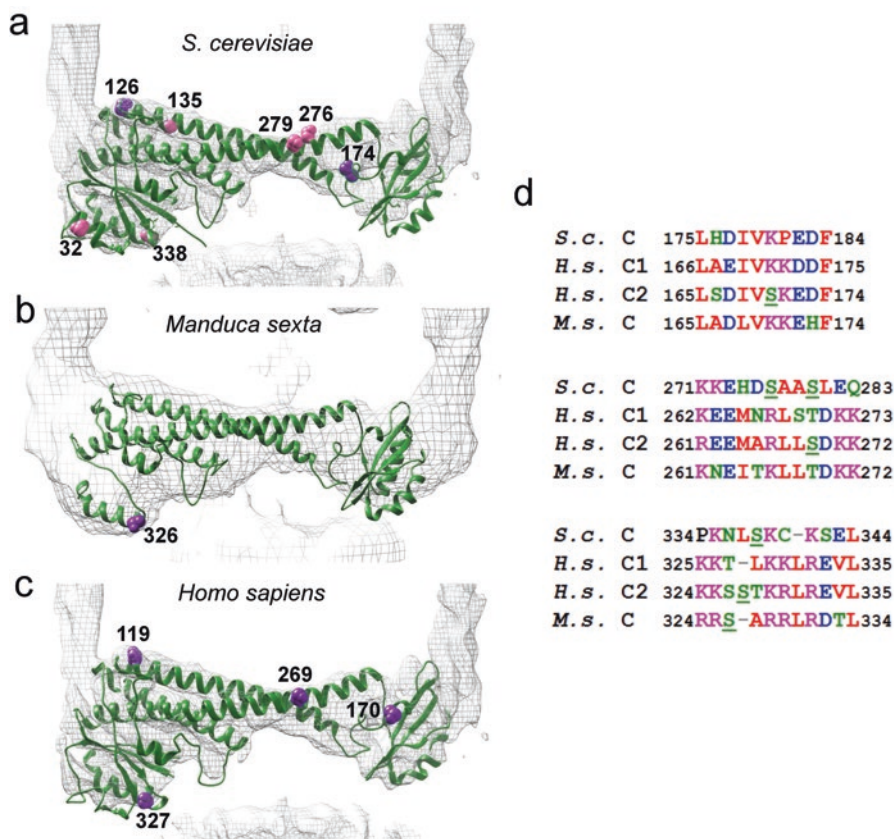 a
S. cerevisiae
126
135
279
276
174
32
338
b
Manduca sexta
326
c
Homo sapiens
119
269
170
327
d
S.c. C 175LHDIVKPEDF184
H.s. C1 166LAEIVKKDDF175
H.s. C2 165LSDIVSKEDF174
M.s. C 165LADLVKKEHF174
S.c. C 271KKEHDSAASLEQ283
H.s. C1 262KEEMNRLSTDKK273
H.s. C2 261REEMARLLSDKK272
M.s. C 261KNEITKLLTDKK272
S.c. C 334PKNLSKC-KSEL344
H.s. C1 325KKT-LKKLREVL335
H.s. C2 324KKSSTKRLREVL335
M.s. C 324RRS-ARRLRDTL334